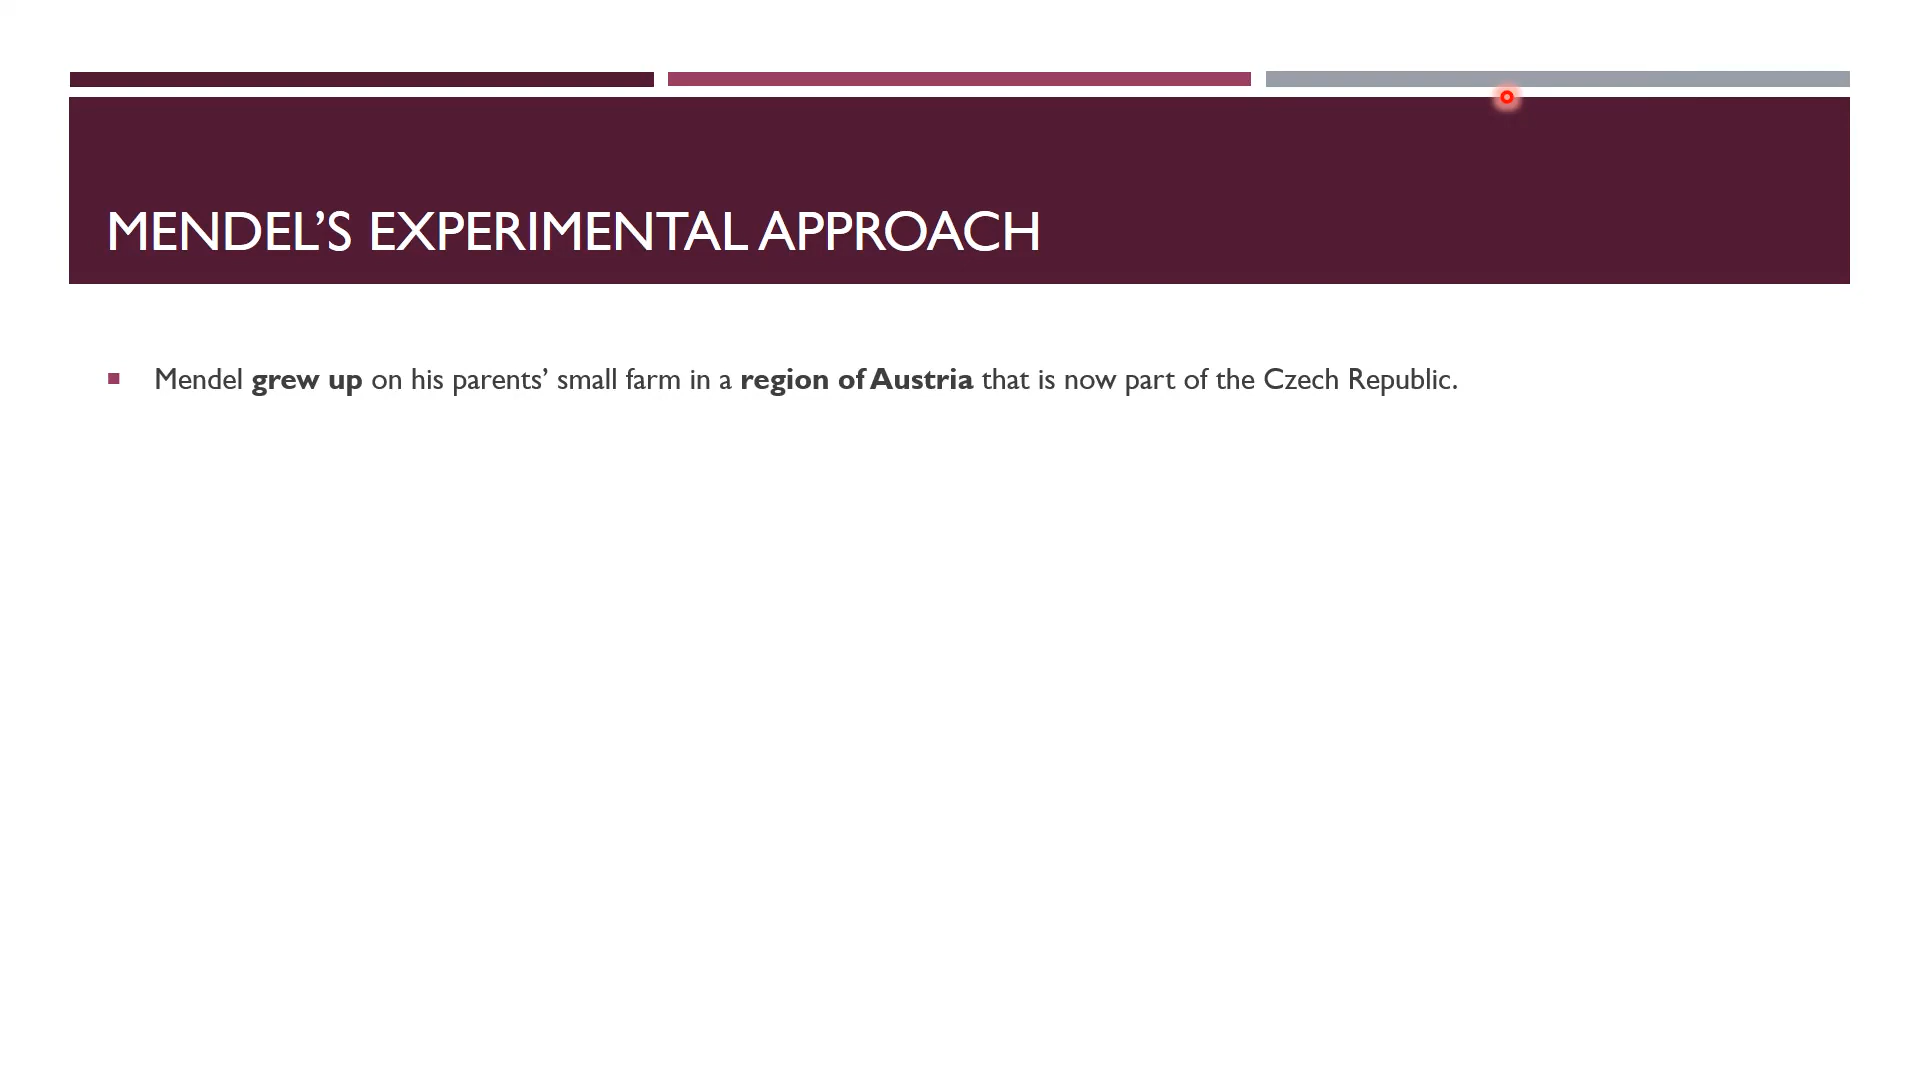 MENDEL’S EXPERIMENTAL APPROACH
Mendel grew up on his parents’ small farm in a region of Austria that is now part of the Czech Republic.